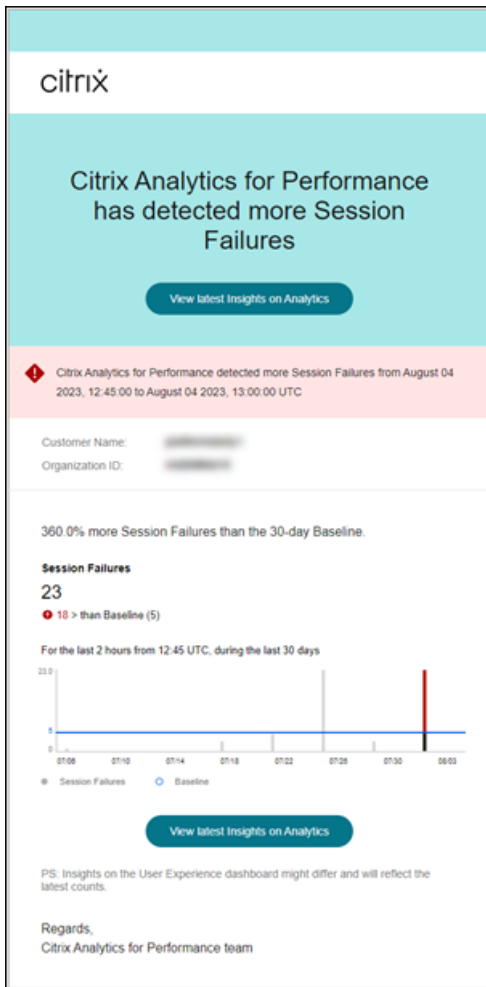 citrix
Citrix Analytics for Performance
has detected more Session
Failures
View latest Insights on Analytics
Citrix Analytics for Performance detected more Session Failures from August 04
2023, 12:45:00 to August 04 2023, 13:00:00 UTC
Customer Name:
Organization ID:
360.0% more Session Failures than the 30-day Baseline.
Session Failures
23
18 > than Baseline (5)
For the last 2 hours from 12:45 UTC, during the last 30 days
23.0
5
0
07/06 07/10 07/14 07/18 07/22 07/26 07/30 08/03
Session Failures Baseline
View latest Insights on Analytics
PS: Insights on the User Experience dashboard might differ and will reflect the
latest counts.
Regards,
Citrix Analytics for Performance team